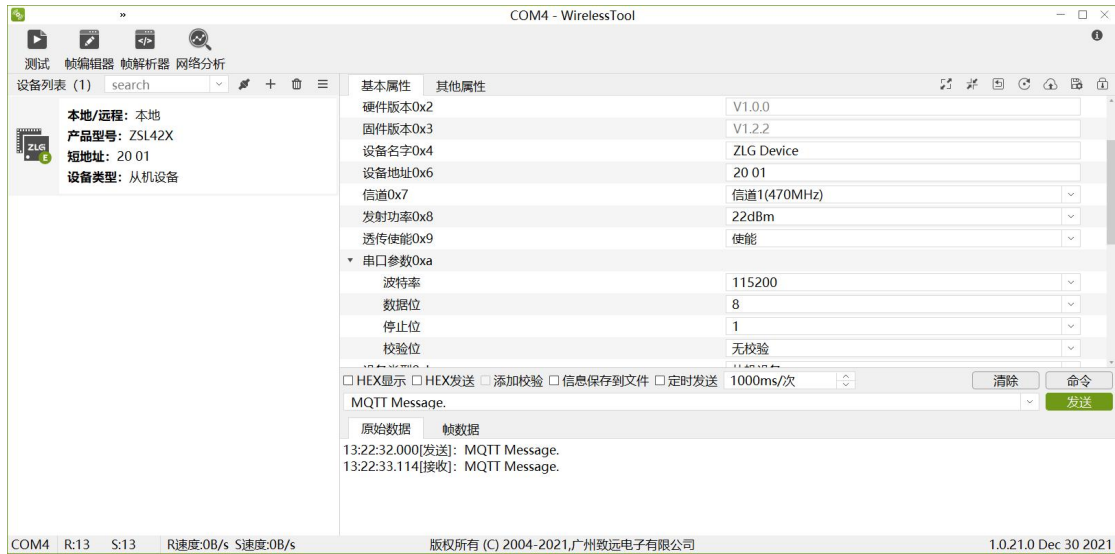 »
COM4 - WirelessTool
测试 帧编辑器 帧解析器 网络分析
设备列表 (1) search
本地/远程：本地
产品型号：ZSL42X
短地址：20 01
设备类型：从机设备
ZLG
E
基本属性 其他属性
硬件版本0x2 V1.0.0
固件版本0x3 V1.2.2
设备名字0x4 ZLG Device
设备地址0x6 20 01
信道0x7 信道1(470MHz)
发射功率0x8 22dBm
透传使能0x9 使能
串口参数0xa
波特率 115200
数据位 8
停止位 1
校验位 无校验
HEX显示 HEX发送 添加校验 信息保存到文件 定时发送 1000ms/次 清除 命令
MQTT Message. 发送
原始数据 帧数据
13:22:32.000[发送]：MQTT Message.
13:22:33.114[接收]：MQTT Message.
COM4 R:13 S:13 R速度:0B/s S速度:0B/s 版权所有 (C) 2004-2021,广州致远电子有限公司 1.0.21.0 Dec 30 2021